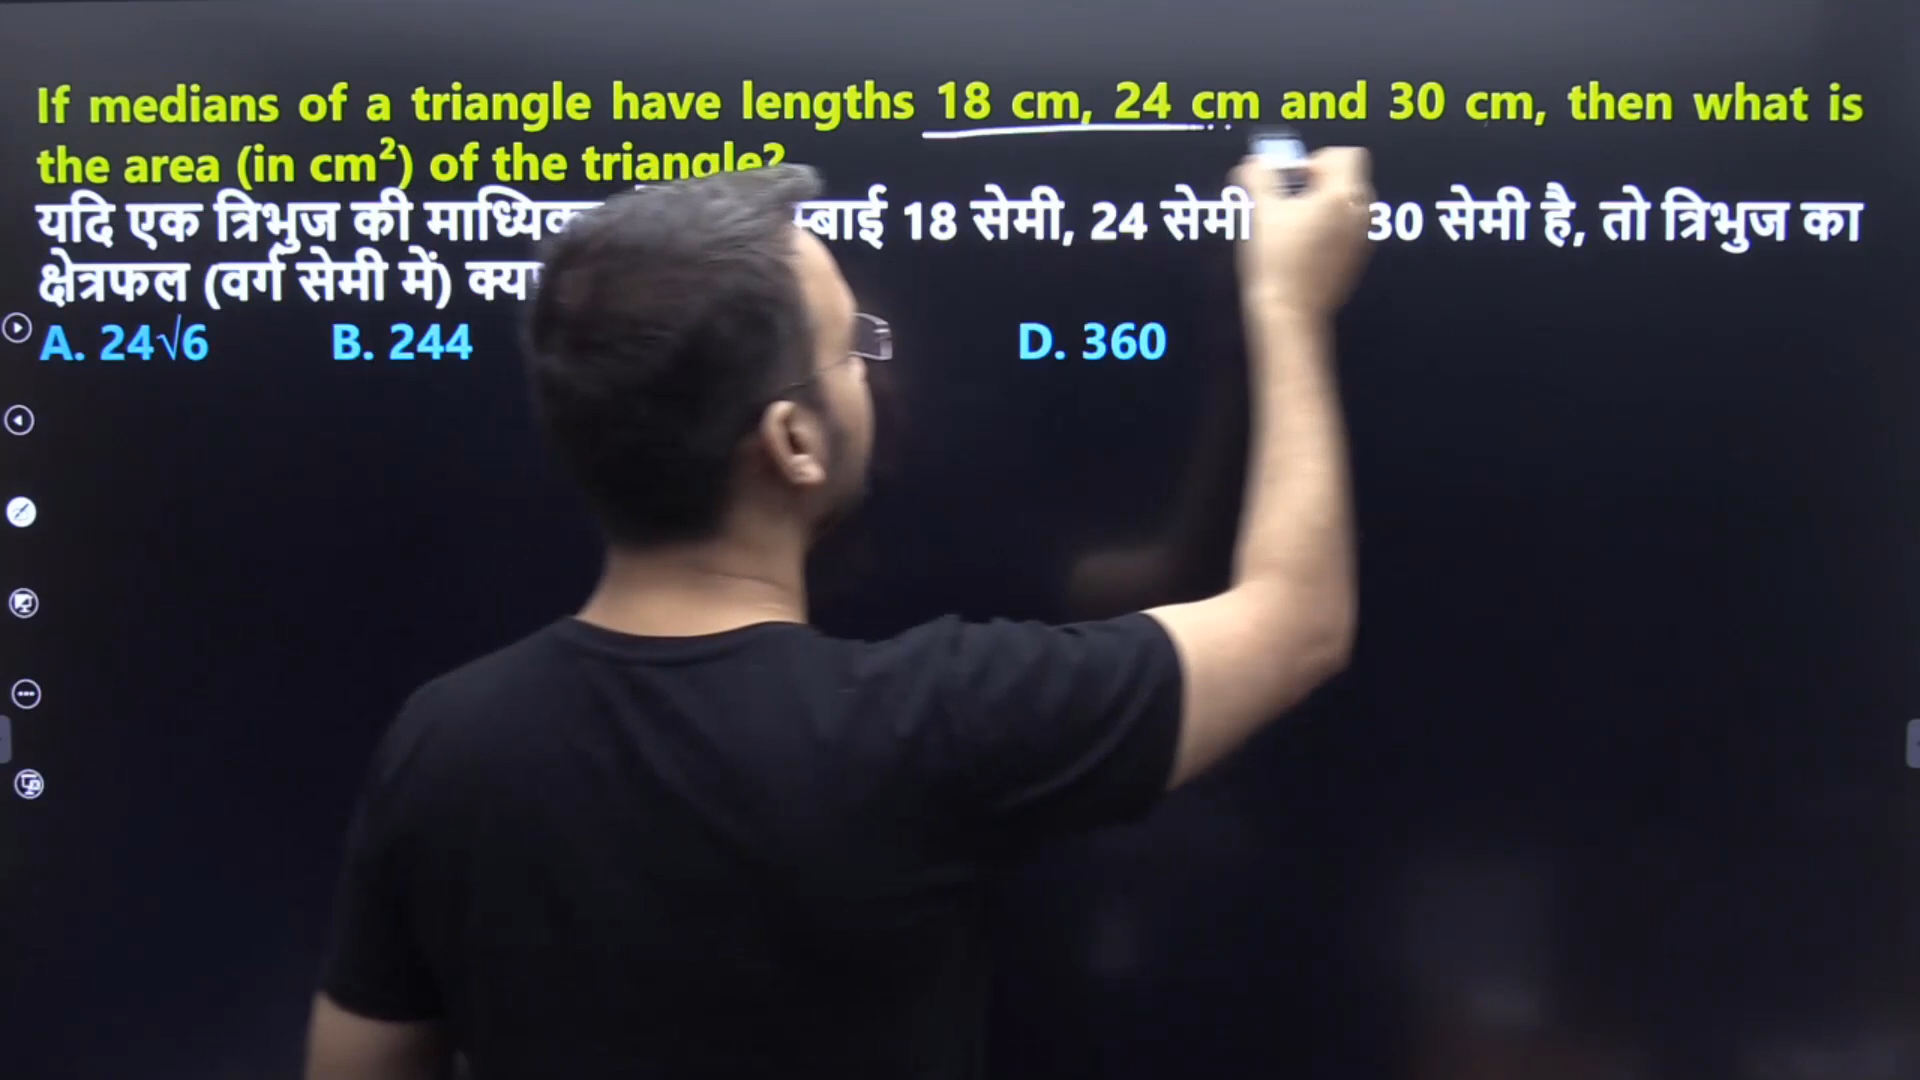 If medians of a triangle have lengths 18 cm, 24 cm and 30 cm, then what is
the area (in cm²) of the triangle?
यदि एक त्रिभुज की 18 सेमी, 24 सेमी 30 सेमी है, तो त्रिभुज का
क्षेत्रफल (वर्ग सेमी में)
A. 24√6 B. 244 D. 360